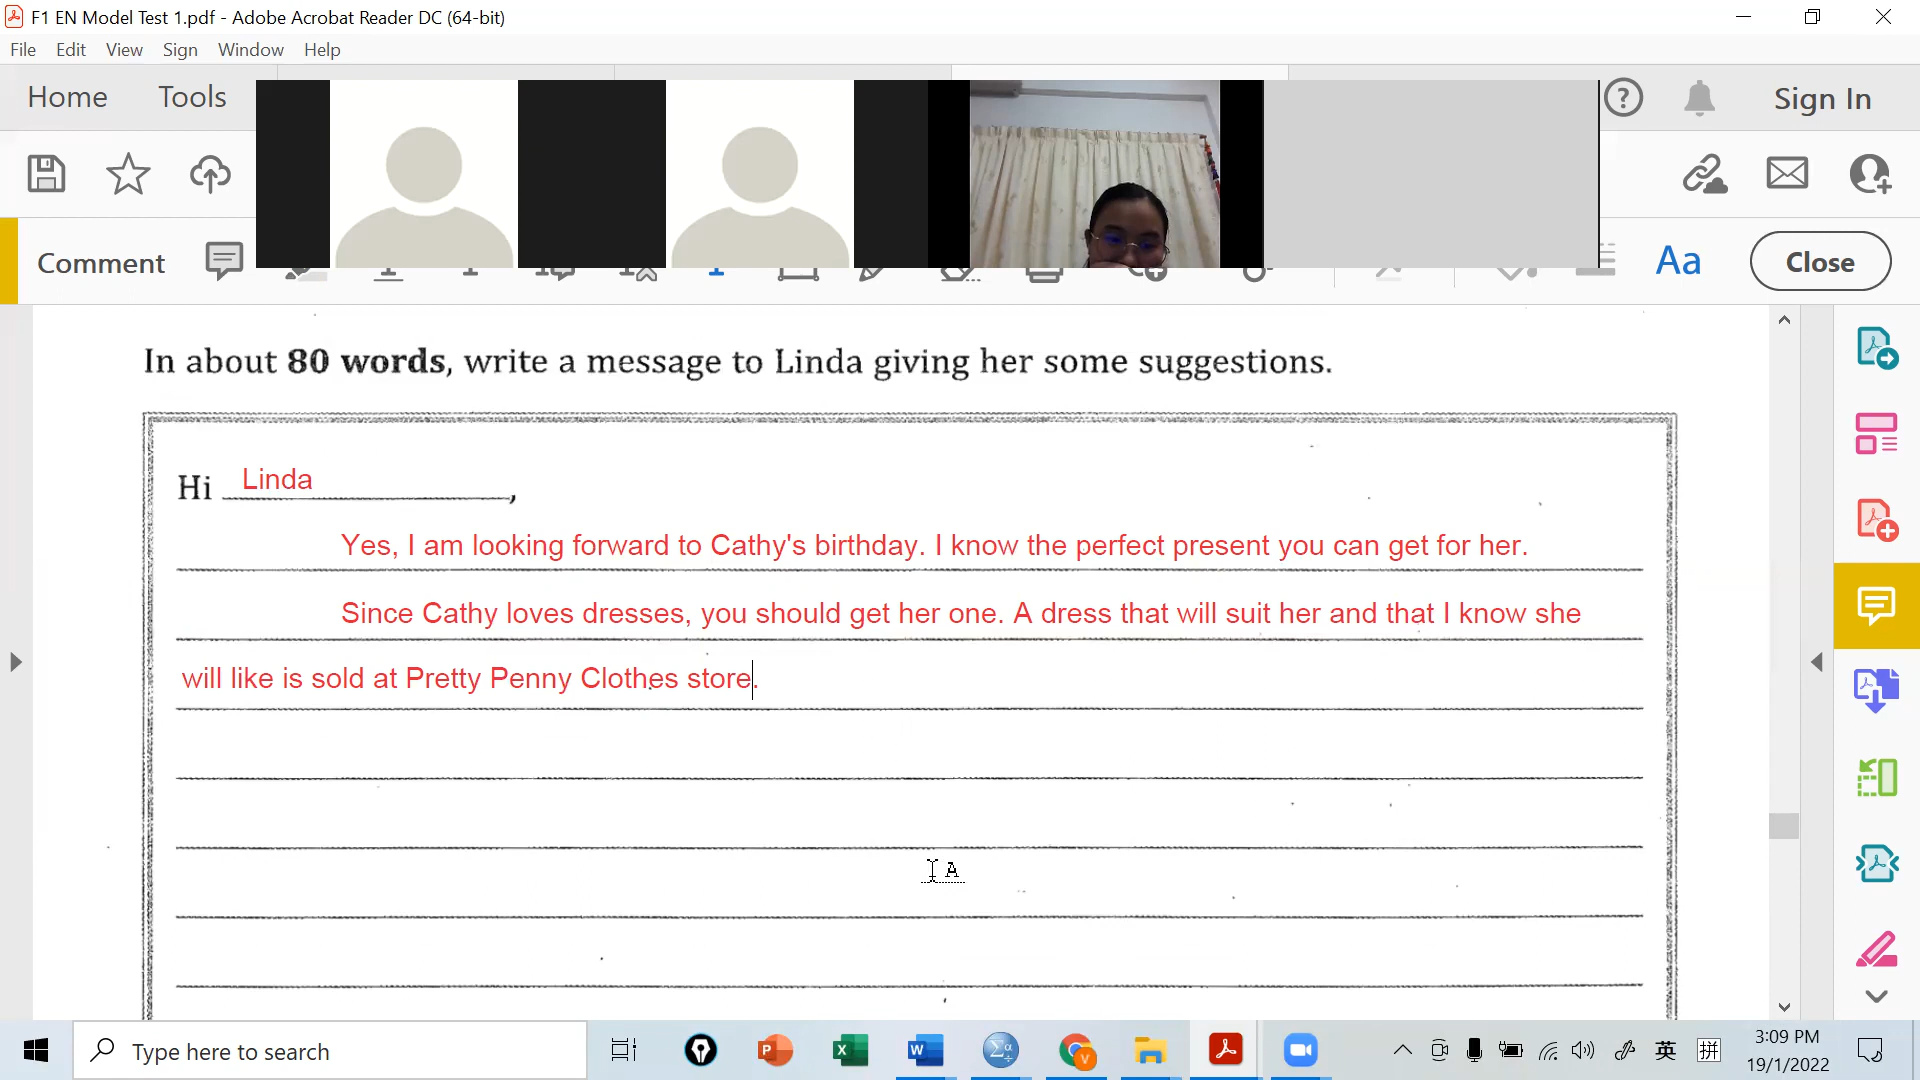 F1 EN Model Test 1.pdf - Adobe Acrobat Reader DC (64-bit)
File Edit View Sign Window Help
Home Tools
? Sign In
Comment
Aa Close
In about 80 words, write a message to Linda giving her some suggestions.
Hi Linda,
Yes, I am looking forward to Cathy's birthday. I know the perfect present you can get for her.
Since Cathy loves dresses, you should get her one. A dress that will suit her and that I know she
will like is sold at Pretty Penny Clothes store.
A
Type here to search
P X W Σα V
英 拼
3:09 PM
19/1/2022